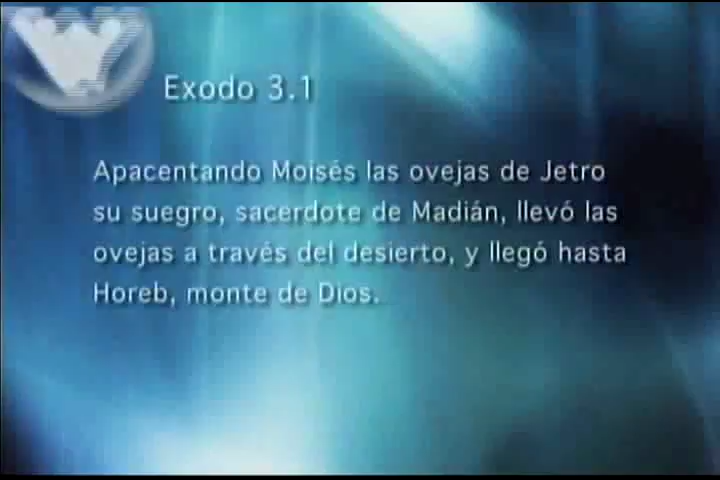 Exodo 3.1
Apacentando Moisés las ovejas de Jetro
su suegro, sacerdote de Madián, llevó las
ovejas a través del desierto, y llegó hasta
Horeb, monte de Dios.